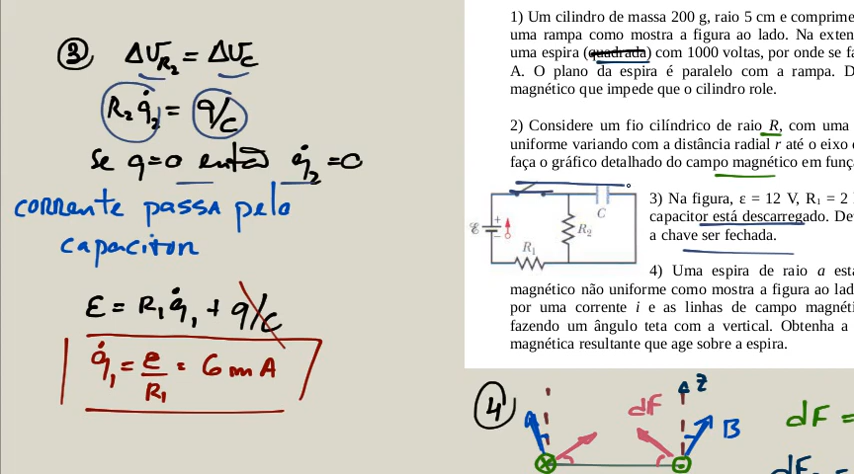 ③ ΔV_R₂ = ΔV_C
R₂ q̇₂ = q/C
se q=0 então q̇₂ =0
CORRENTE PASSA PELO
CAPACITOR
ε = R₁ q̇₁ + q/C
q̇₁ = ε/R₁ = 6 mA
1) Um cilindro de massa 200 g, raio 5 cm e comprime
uma rampa como mostra a figura ao lado. Na exten
uma espira (quadrada) com 1000 voltas, por onde se fa
A. O plano da espira é paralelo com a rampa. D
magnético que impede que o cilindro role.
2) Considere um fio cilíndrico de raio R, com uma
uniforme variando com a distância radial r até o eixo
faça o gráfico detalhado do campo magnético em funç
ℰ + − R₁ R₂ C
3) Na figura, ε = 12 V, R₁ = 2
capacitor está descarregado. De
a chave ser fechada.
4) Uma espira de raio a est
magnético não uniforme como mostra a figura ao lad
por uma corrente i e as linhas de campo magnéti
fazendo um ângulo teta com a vertical. Obtenha a
magnética resultante que age sobre a espira.
④ dF Z B dF =